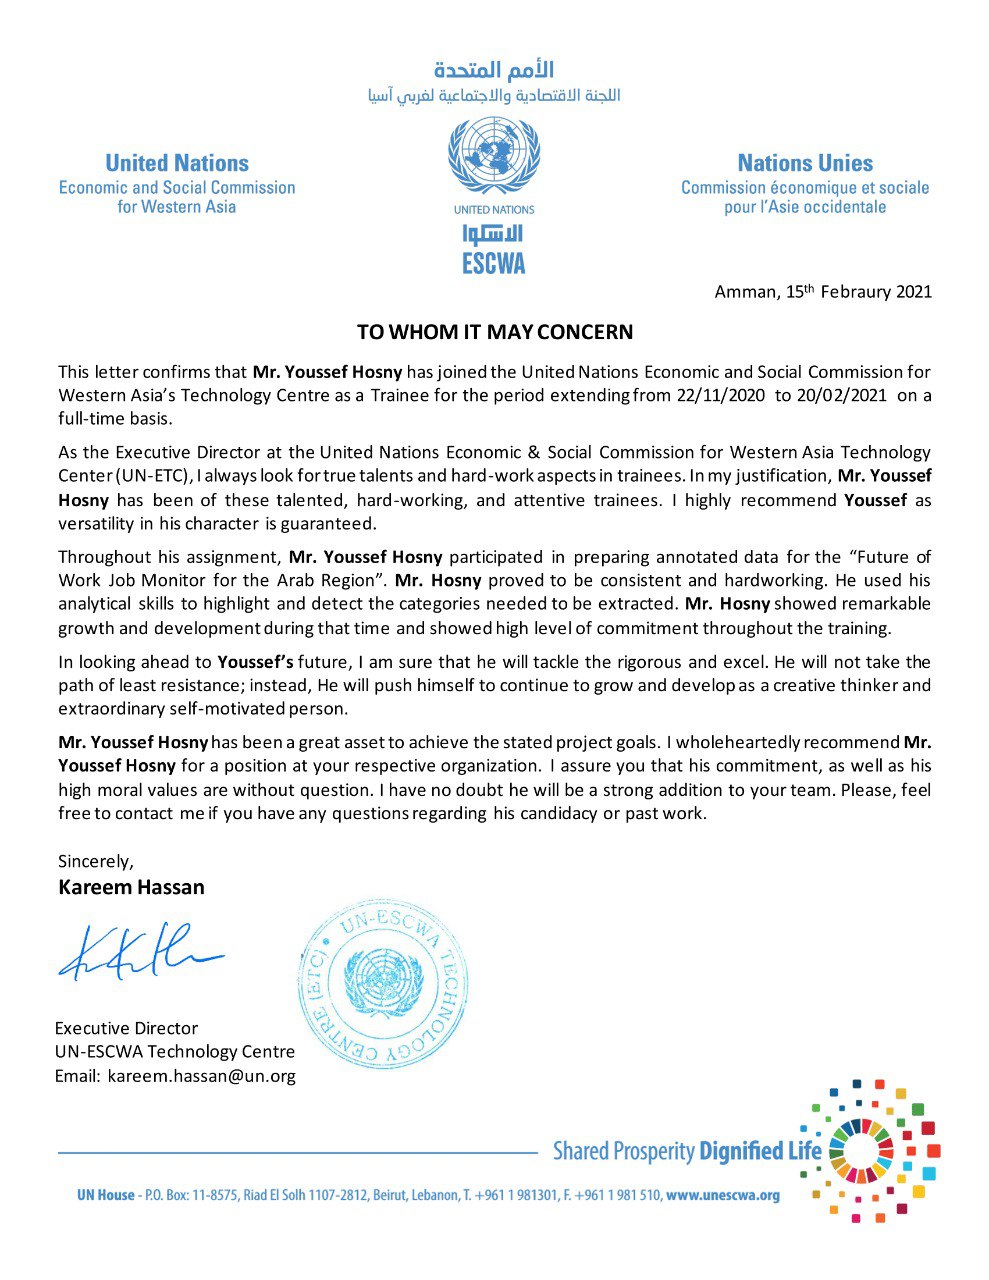 الأمم المتحدة
اللجنة الاقتصادية والاجتماعية لغربي آسيا
United Nations
Economic and Social Commission
for Western Asia
UNITED NATIONS
الاسكوا
ESCWA
Nations Unies
Commission économique et sociale
pour l'Asie occidentale
Amman, 15th Febraury 2021
TO WHOM IT MAY CONCERN
This letter confirms that Mr. Youssef Hosny has joined the United Nations Economic and Social Commission for
Western Asia's Technology Centre as a Trainee for the period extending from 22/11/2020 to 20/02/2021 on a
full-time basis.
As the Executive Director at the United Nations Economic & Social Commission for Western Asia Technology
Center (UN-ETC), I always look for true talents and hard-work aspects in trainees. In my justification, Mr. Youssef
Hosny has been of these talented, hard-working, and attentive trainees. I highly recommend Youssef as
versatility in his character is guaranteed.
Throughout his assignment, Mr. Youssef Hosny participated in preparing annotated data for the “Future of
Work Job Monitor for the Arab Region”. Mr. Hosny proved to be consistent and hardworking. He used his
analytical skills to highlight and detect the categories needed to be extracted. Mr. Hosny showed remarkable
growth and development during that time and showed high level of commitment throughout the training.
In looking ahead to Youssef's future, I am sure that he will tackle the rigorous and excel. He will not take the
path of least resistance; instead, He will push himself to continue to grow and develop as a creative thinker and
extraordinary self-motivated person.
Mr. Youssef Hosny has been a great asset to achieve the stated project goals. I wholeheartedly recommend Mr.
Youssef Hosny for a position at your respective organization. I assure you that his commitment, as well as his
high moral values are without question. I have no doubt he will be a strong addition to your team. Please, feel
free to contact me if you have any questions regarding his candidacy or past work.
Sincerely,
Kareem Hassan
UN-ESCWA TECHNOLOGY CENTRE (ETC)
Executive Director
UN-ESCWA Technology Centre
Email: kareem.hassan@un.org
Shared Prosperity Dignified Life
UN House - P.O. Box: 11-8575, Riad El Solh 1107-2812, Beirut, Lebanon, T. +961 1 981301, F. +961 1 981 510, www.unescwa.org